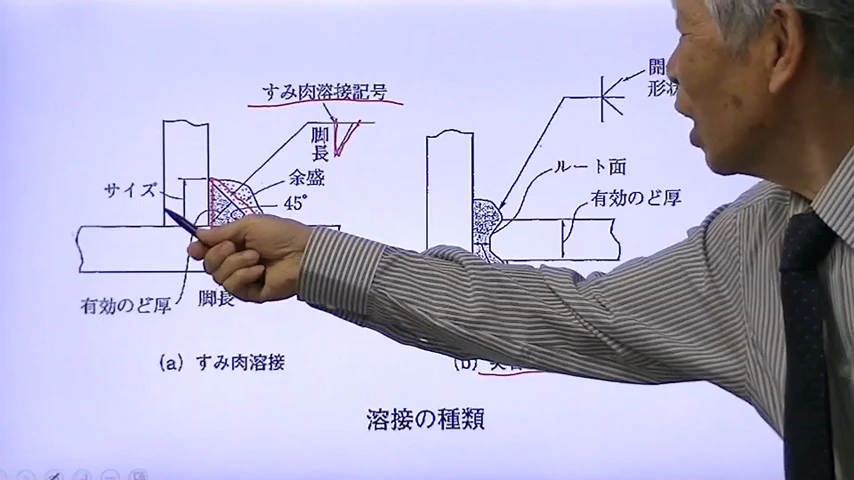 すみ肉溶接記号
脚長
サイズ
余盛
45°
有効のど厚
脚長
(a) すみ肉溶接
開
形状
ルート面
有効のど厚
(b)
溶接の種類